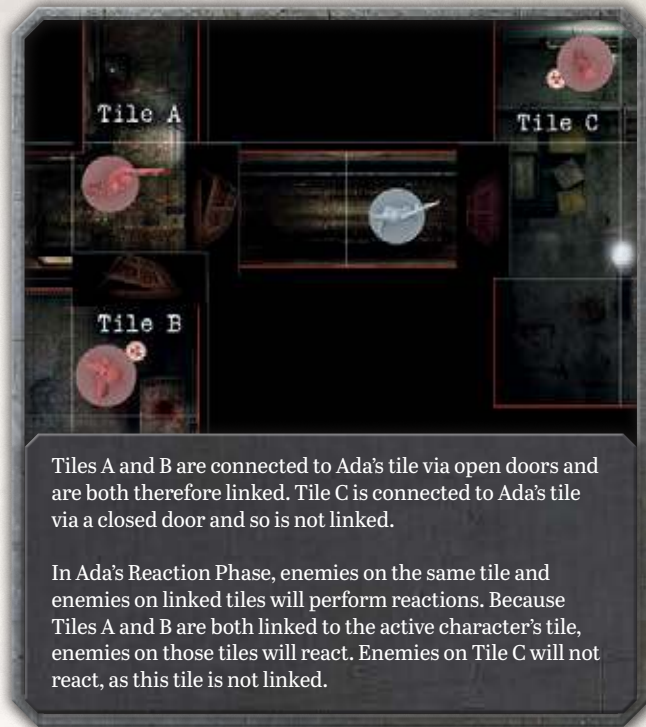 Tile A
Tile C
Tile B
Tiles A and B are connected to Ada’s tile via open doors and
are both therefore linked. Tile C is connected to Ada’s tile
via a closed door and so is not linked.
In Ada’s Reaction Phase, enemies on the same tile and
enemies on linked tiles will perform reactions. Because
Tiles A and B are both linked to the active character’s tile,
enemies on those tiles will react. Enemies on Tile C will not
react, as this tile is not linked.